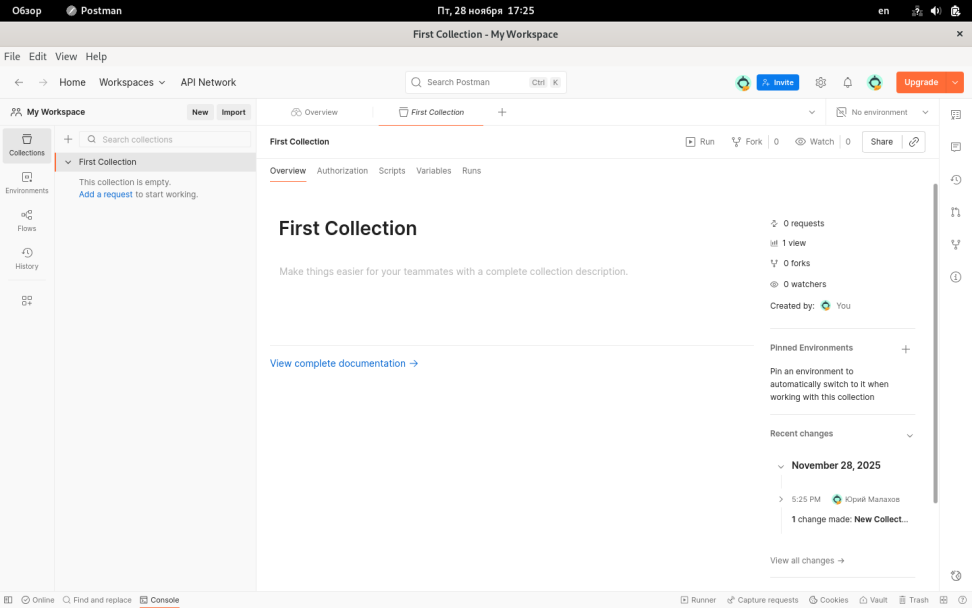 Обзор Postman Пт, 28 ноября 17:25 en
First Collection - My Workspace
File Edit View Help
Home Workspaces API Network Search Postman Ctrl K Invite Upgrade
My Workspace New Import Overview First Collection No environment
Collections
Environments
Flows
History
Search collections
First Collection
This collection is empty.
Add a request to start working.
First Collection Run Fork 0 Watch 0 Share
Overview Authorization Scripts Variables Runs
First Collection
Make things easier for your teammates with a complete collection description.
View complete documentation →
0 requests
1 view
0 forks
0 watchers
Created by: You
Pinned Environments
Pin an environment to
automatically switch to it when
working with this collection
Recent changes
November 28, 2025
5:25 PM Юрий Малахов
1 change made: New Collect...
View all changes →
Online Find and replace Console Runner Capture requests Cookies Vault Trash